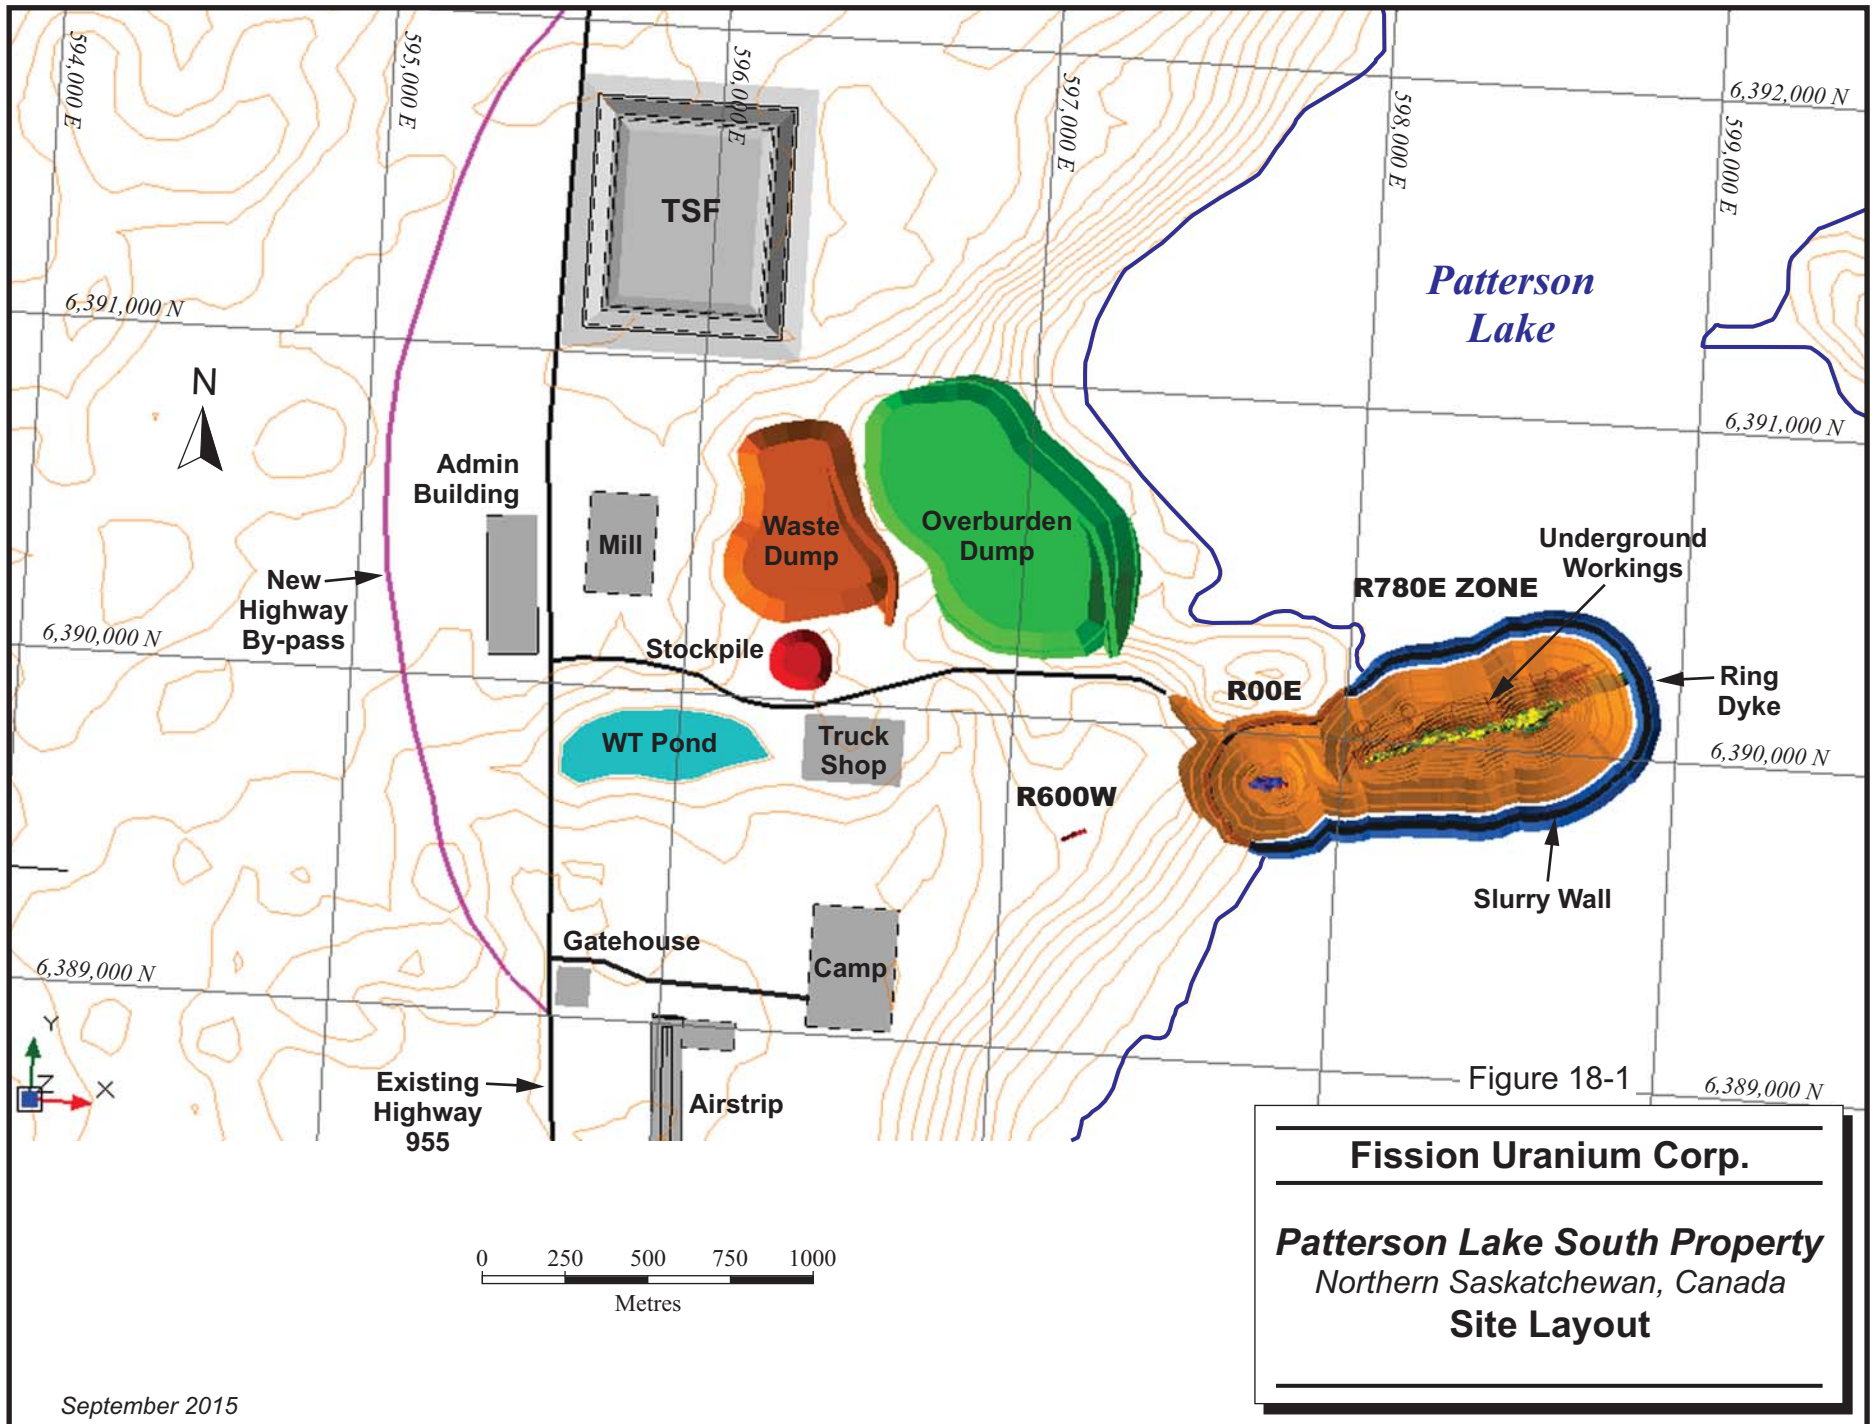 594,000 E
595,000 E
596,000 E
597,000 E
598,000 E
599,000 E
6,392,000 N
TSF
Patterson
Lake
6,391,000 N
6,391,000 N
N
Admin
Building
Mill
Waste
Dump
Overburden
Dump
Underground
Workings
R780E ZONE
New
Highway
By-pass
6,390,000 N
Stockpile
R00E
Ring
Dyke
WT Pond
Truck
Shop
6,390,000 N
R600W
Slurry Wall
Gatehouse
Camp
6,389,000 N
Y
Z
X
Existing
Highway
955
Airstrip
Figure 18-1
6,389,000 N
Fission Uranium Corp.
Patterson Lake South Property
Northern Saskatchewan, Canada
Site Layout
0 250 500 750 1000
Metres
September 2015